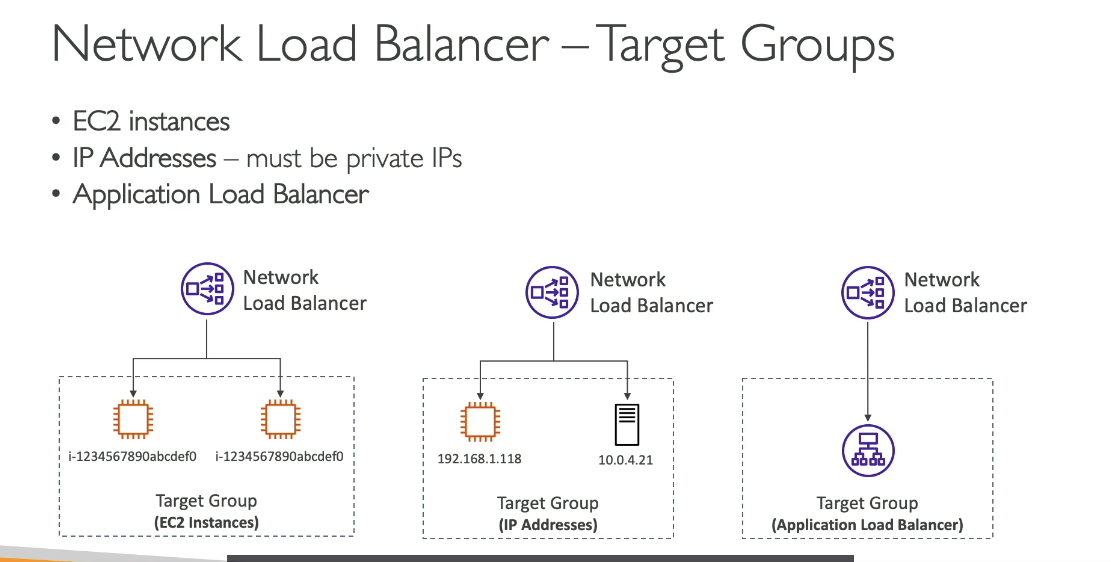 Network Load Balancer – Target Groups
• EC2 instances
• IP Addresses – must be private IPs
• Application Load Balancer
Network
Load Balancer
Network
Load Balancer
Network
Load Balancer
i-1234567890abcdef0
i-1234567890abcdef0
192.168.1.118
10.0.4.21
Target Group
(EC2 Instances)
Target Group
(IP Addresses)
Target Group
(Application Load Balancer)